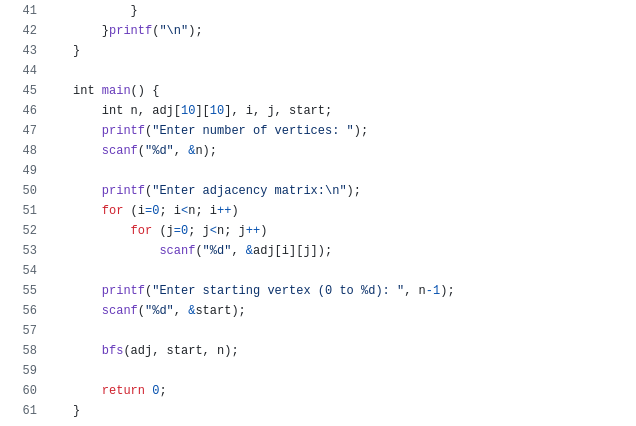 41             }
42         }printf("\n");
43     }
44
45     int main() {
46         int n, adj[10][10], i, j, start;
47         printf("Enter number of vertices: ");
48         scanf("%d", &n);
49
50         printf("Enter adjacency matrix:\n");
51         for (i=0; i<n; i++)
52             for (j=0; j<n; j++)
53                 scanf("%d", &adj[i][j]);
54
55         printf("Enter starting vertex (0 to %d): ", n-1);
56         scanf("%d", &start);
57
58         bfs(adj, start, n);
59
60         return 0;
61     }